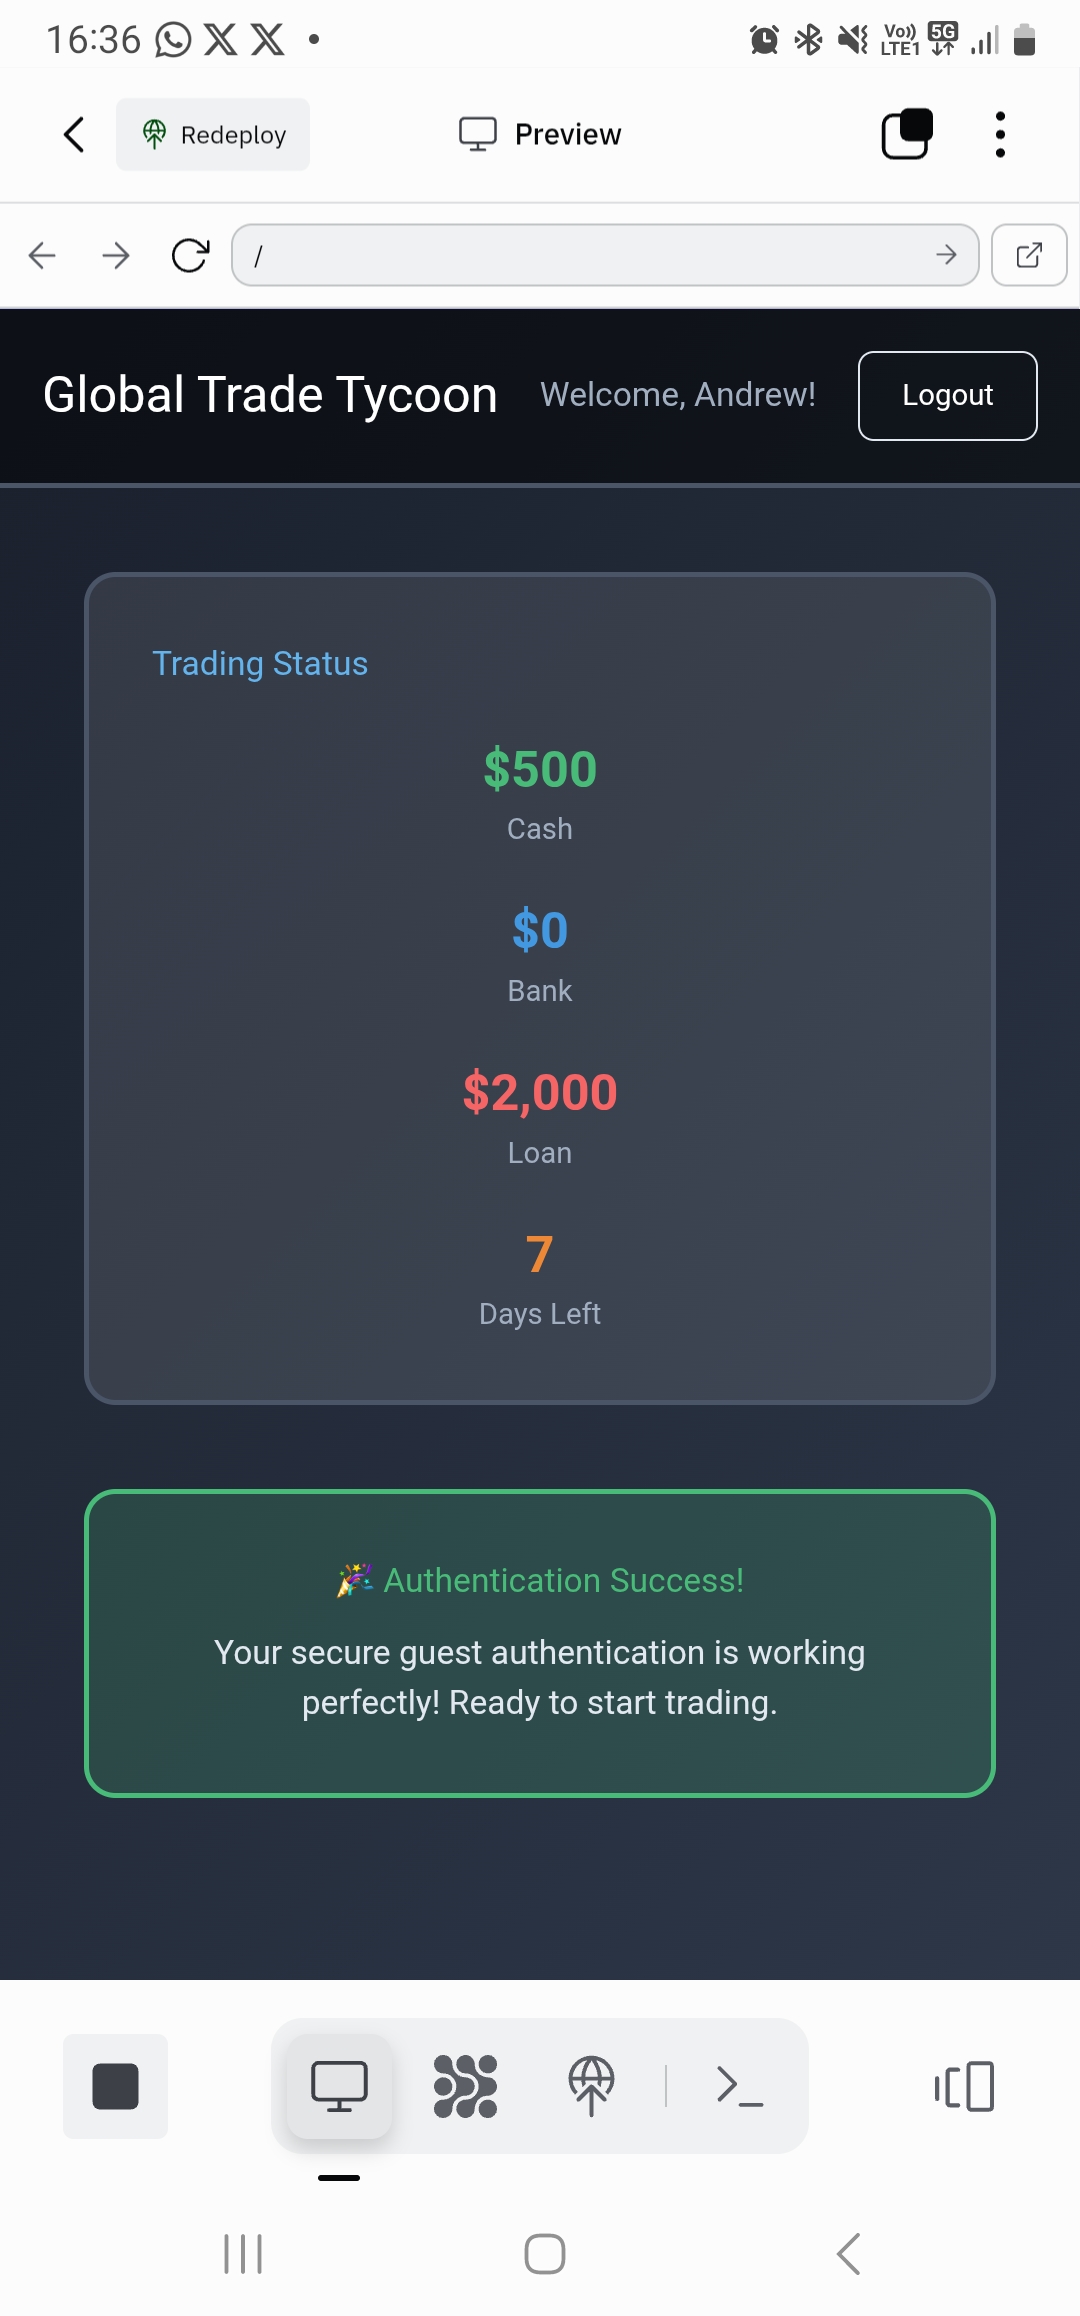 16:36
Vo)) LTE1 5G
Redeploy
Preview
/
Global Trade Tycoon
Welcome, Andrew!
Logout
Trading Status
$500
Cash
$0
Bank
$2,000
Loan
7
Days Left
🎉 Authentication Success!
Your secure guest authentication is working
perfectly! Ready to start trading.